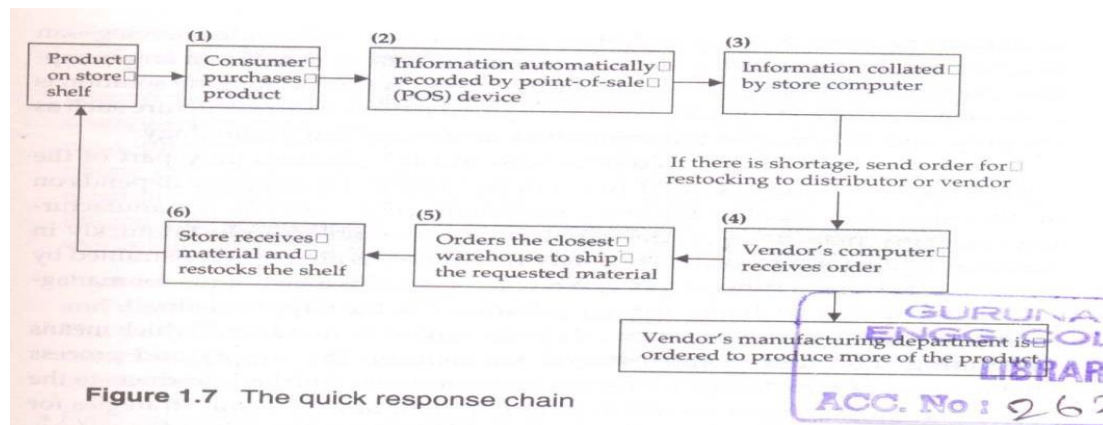 Product□
on store□
shelf
(1)
Consumer□
purchases□
product
(2)
Information automatically□
recorded by point-of-sale□
(POS) device
(3)
Information collated□
by store computer
If there is shortage, send order for□
restocking to distributor or vendor
(4)
Vendor's computer□
receives order
(5)
Orders the closest□
warehouse to ship□
the requested material
(6)
Store receives□
material and□
restocks the shelf
Vendor's manufacturing department is□
ordered to produce more of the product
Figure 1.7 The quick response chain
GURUNA
ENGG COL
LIBRAR
ACC. No : 262